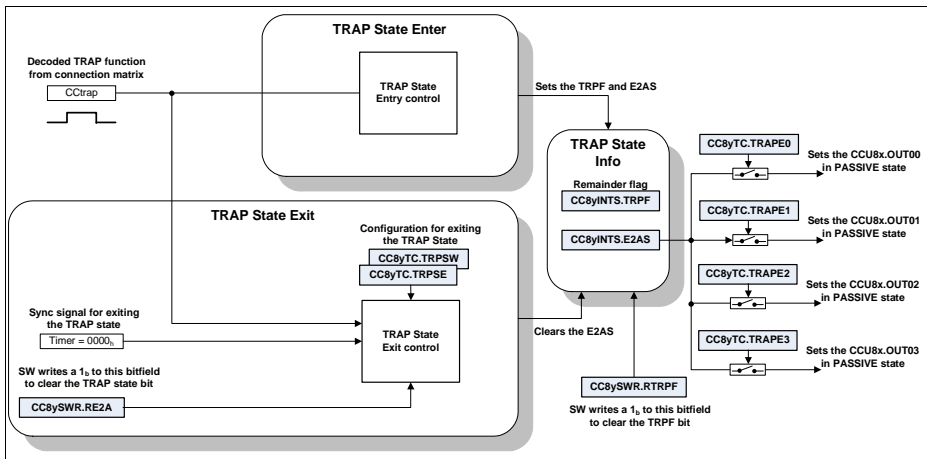 TRAP State Enter
Decoded TRAP function
from connection matrix
CCtrap
TRAP State
Entry control
Sets the TRPF and E2AS
TRAP State
Info
Remainder flag
CC8yINTS.TRPF
CC8yINTS.E2AS
CC8yTC.TRAPE0
Sets the CCU8x.OUT00
in PASSIVE state
CC8yTC.TRAPE1
Sets the CCU8x.OUT01
in PASSIVE state
CC8yTC.TRAPE2
Sets the CCU8x.OUT02
in PASSIVE state
CC8yTC.TRAPE3
Sets the CCU8x.OUT03
in PASSIVE state
TRAP State Exit
Configuration for exiting
the TRAP State
CC8yTC.TRPSW
CC8yTC.TRPSE
Sync signal for exiting
the TRAP state
Timer = 0000h
TRAP State
Exit control
Clears the E2AS
SW writes a 1b to this bitfield
to clear the TRAP state bit
CC8ySWR.RE2A
CC8ySWR.RTRPF
SW writes a 1b to this bitfield
to clear the TRPF bit